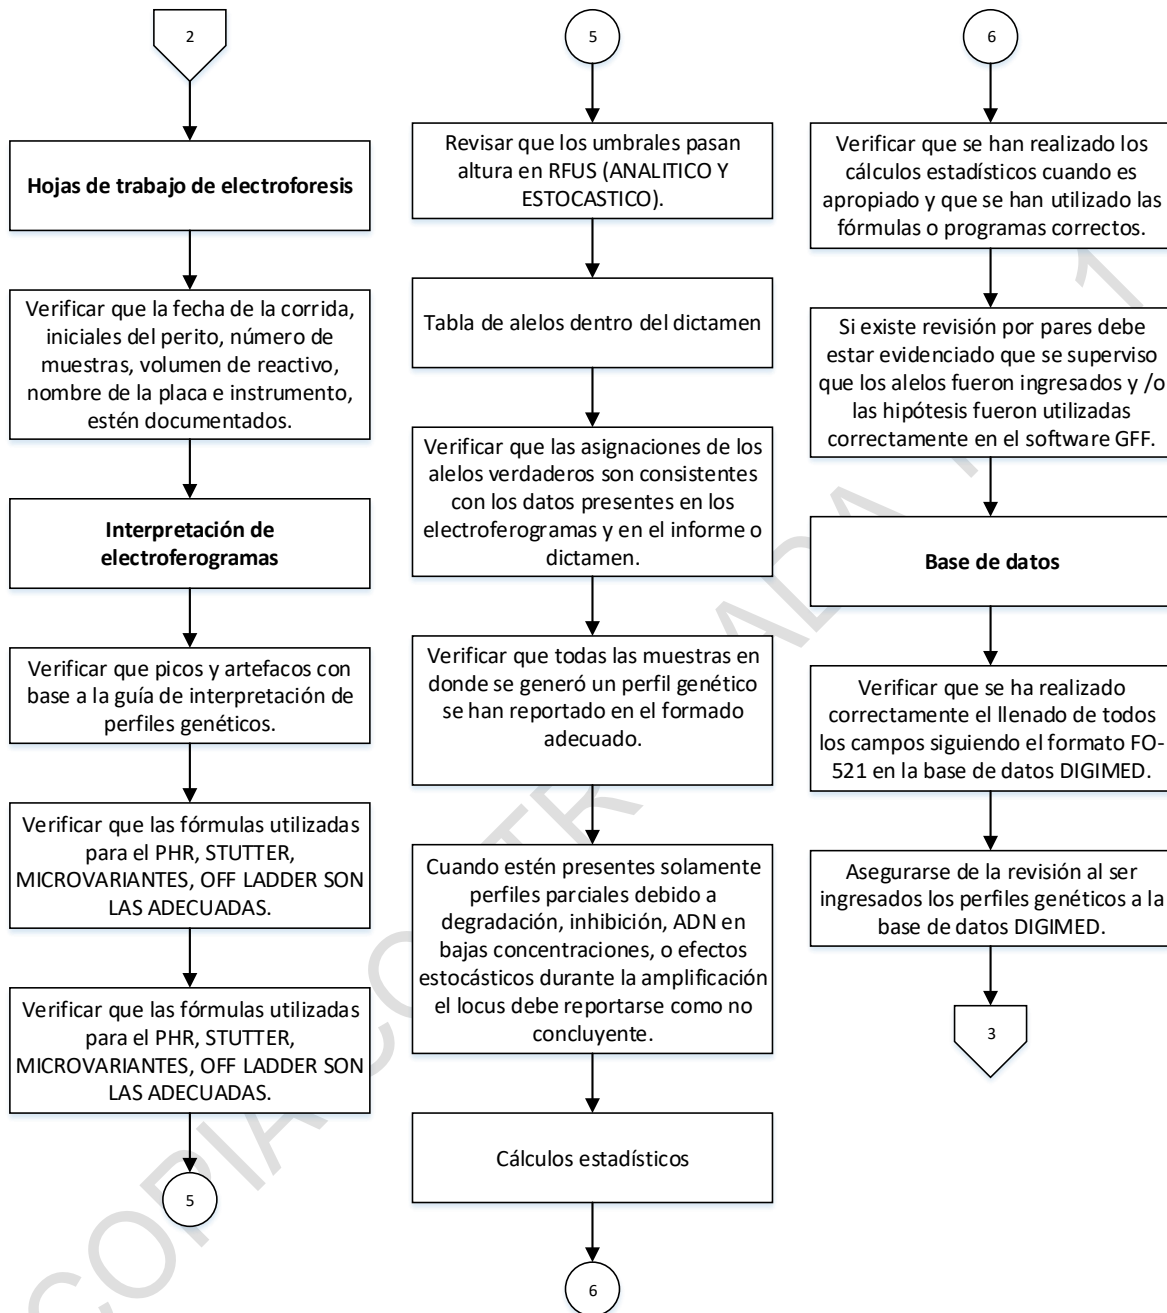 2
Hojas de trabajo de electroforesis
Verificar que la fecha de la corrida,
iniciales del perito, número de
muestras, volumen de reactivo,
nombre de la placa e instrumento,
estén documentados.
Interpretación de
electroferogramas
Verificar que picos y artefacos con
base a la guía de interpretación de
perfiles genéticos.
Verificar que las fórmulas utilizadas
para el PHR, STUTTER,
MICROVARIANTES, OFF LADDER SON
LAS ADECUADAS.
Verificar que las fórmulas utilizadas
para el PHR, STUTTER,
MICROVARIANTES, OFF LADDER SON
LAS ADECUADAS.
5
5
Revisar que los umbrales pasan
altura en RFUS (ANALITICO Y
ESTOCASTICO).
Tabla de alelos dentro del dictamen
Verificar que las asignaciones de los
alelos verdaderos son consistentes
con los datos presentes en los
electroferogramas y en el informe o
dictamen.
Verificar que todas las muestras en
donde se generó un perfil genético
se han reportado en el formado
adecuado.
Cuando estén presentes solamente
perfiles parciales debido a
degradación, inhibición, ADN en
bajas concentraciones, o efectos
estocásticos durante la amplificación
el locus debe reportarse como no
concluyente.
Cálculos estadísticos
6
6
Verificar que se han realizado los
cálculos estadísticos cuando es
apropiado y que se han utilizado las
fórmulas o programas correctos.
Si existe revisión por pares debe
estar evidenciado que se superviso
que los alelos fueron ingresados y /o
las hipótesis fueron utilizadas
correctamente en el software GFF.
Base de datos
Verificar que se ha realizado
correctamente el llenado de todos
los campos siguiendo el formato FO-
521 en la base de datos DIGIMED.
Asegurarse de la revisión al ser
ingresados los perfiles genéticos a la
base de datos DIGIMED.
3
COPIA